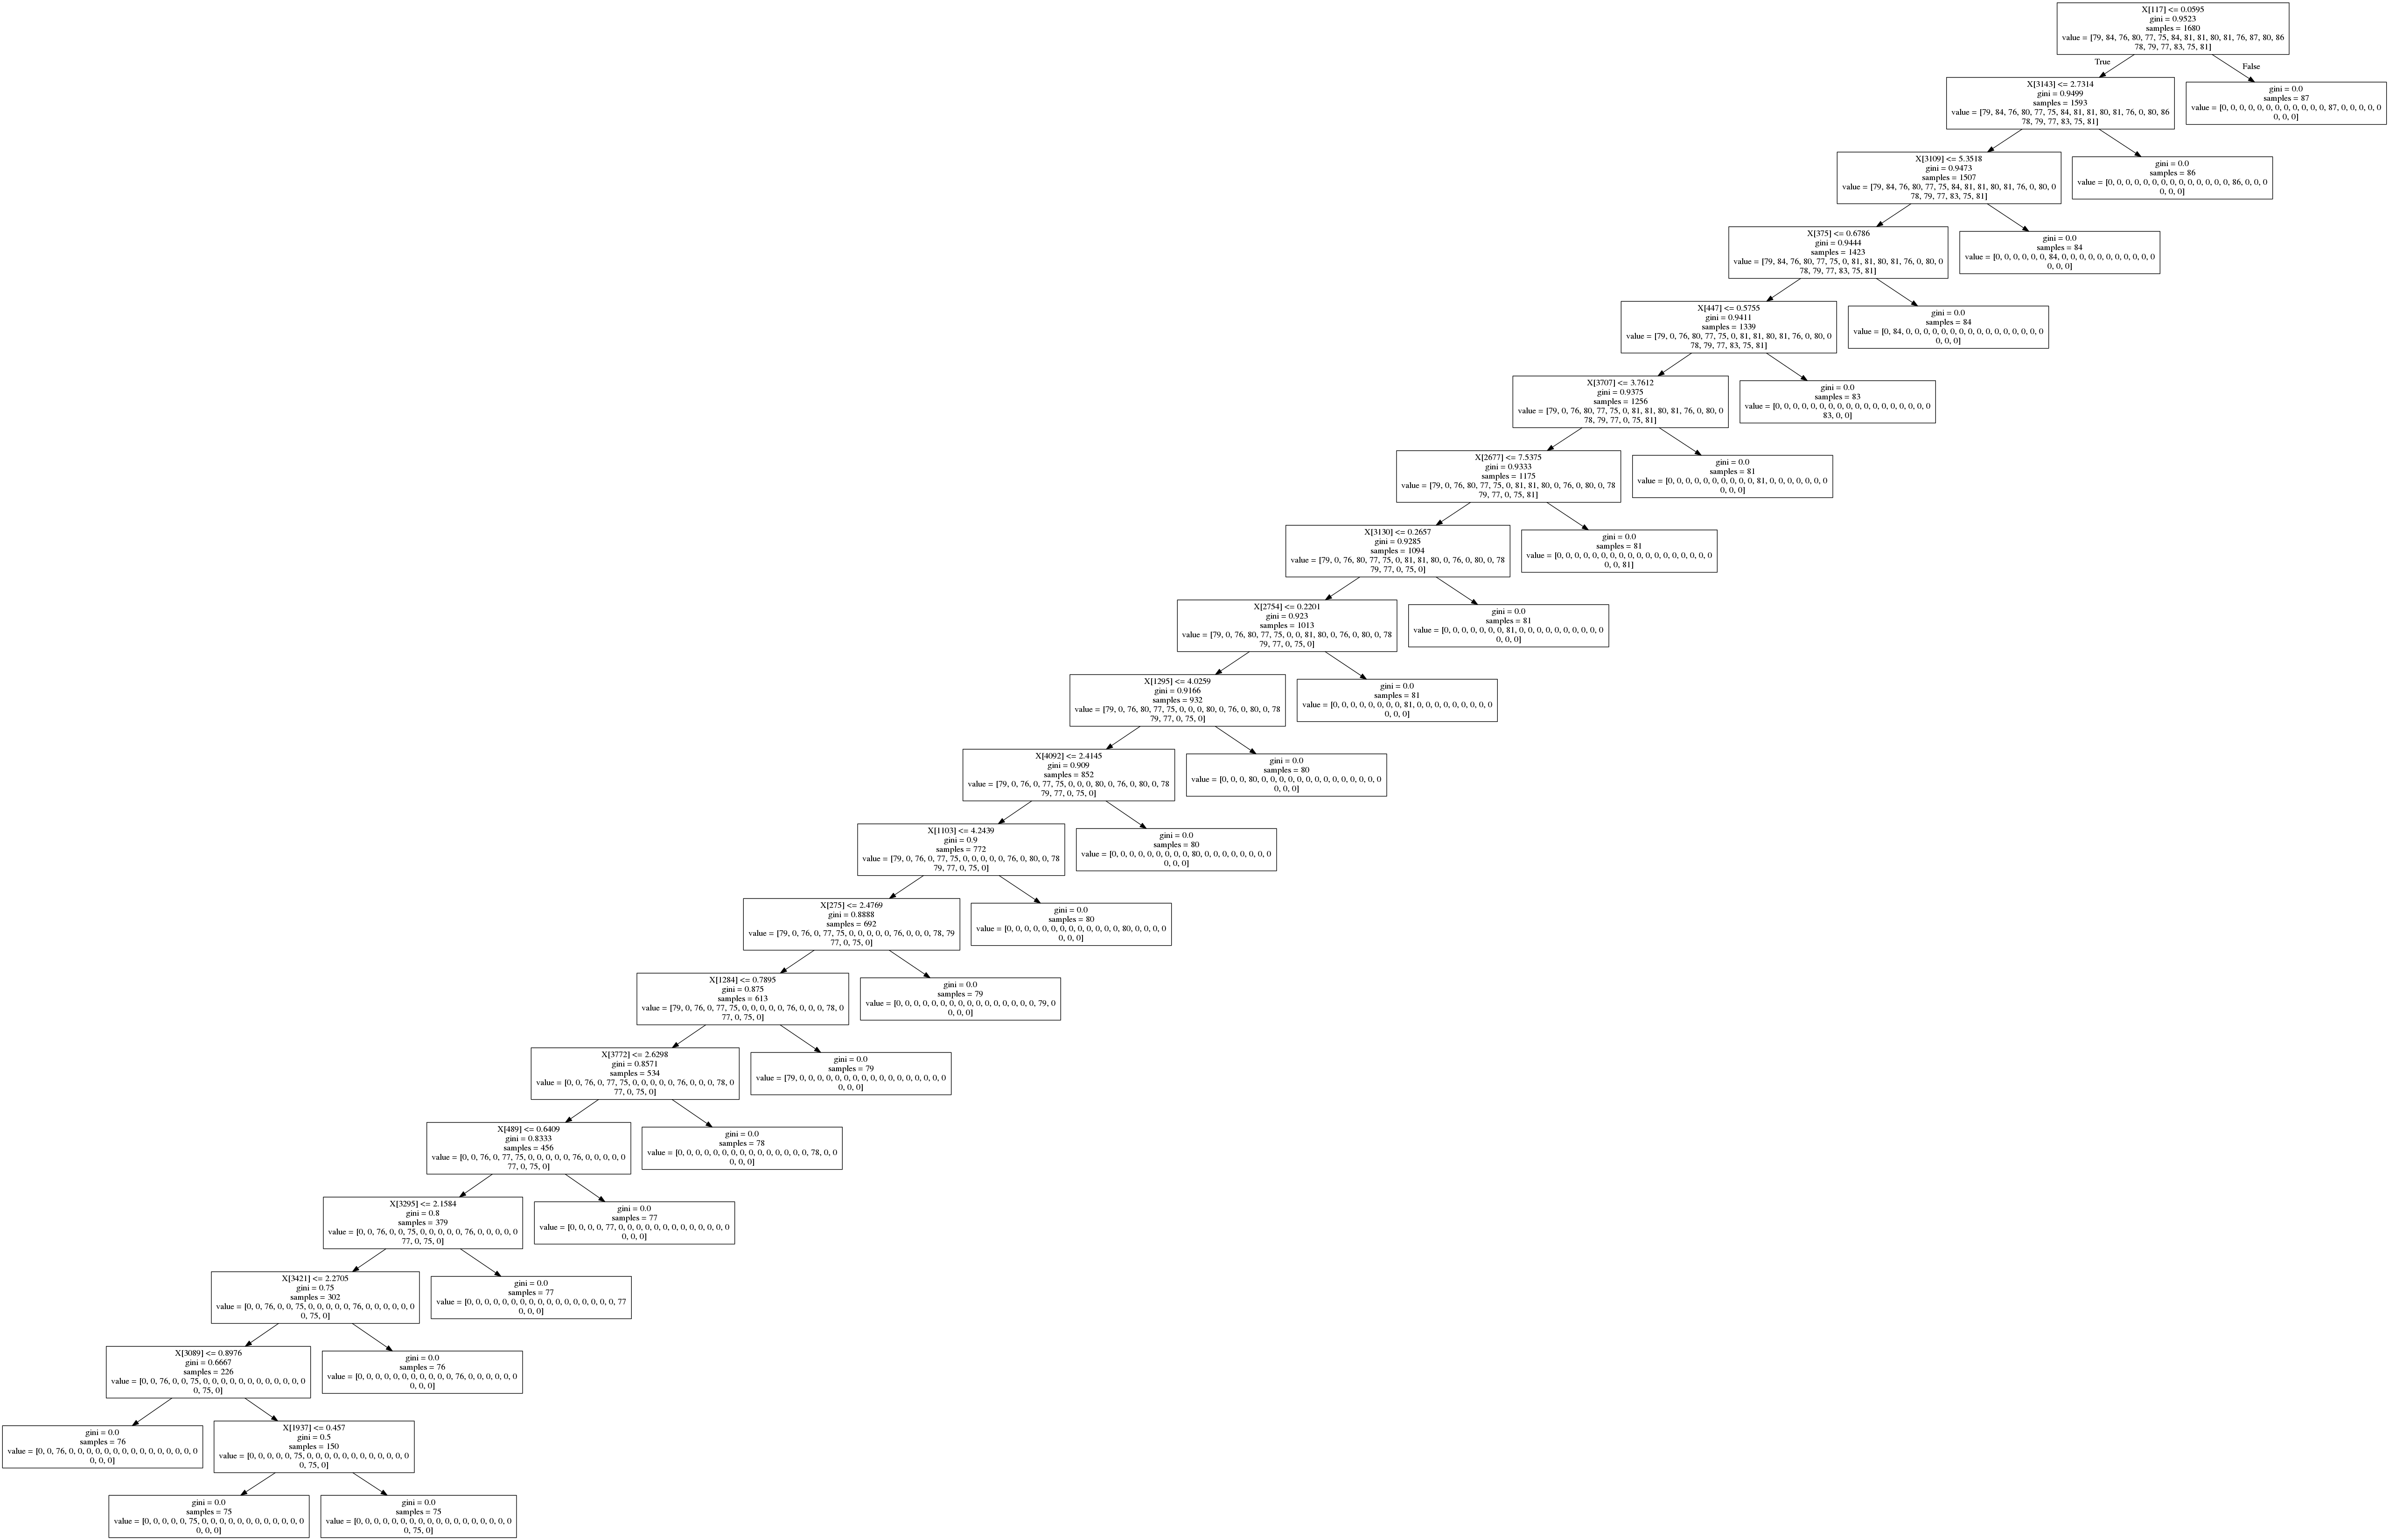 X[117] <= 0.0595
gini = 0.9523
samples = 1680
value = [79, 84, 76, 80, 77, 75, 84, 81, 81, 80, 81, 76, 87, 80, 86
78, 79, 77, 83, 75, 81]
True
False
X[3143] <= 2.7314
gini = 0.9499
samples = 1593
value = [79, 84, 76, 80, 77, 75, 84, 81, 81, 80, 81, 76, 0, 80, 86
78, 79, 77, 83, 75, 81]
gini = 0.0
samples = 87
value = [0, 0, 0, 0, 0, 0, 0, 0, 0, 0, 0, 0, 87, 0, 0, 0, 0, 0
0, 0, 0]
X[3109] <= 5.3518
gini = 0.9473
samples = 1507
value = [79, 84, 76, 80, 77, 75, 84, 81, 81, 80, 81, 76, 0, 80, 0
78, 79, 77, 83, 75, 81]
gini = 0.0
samples = 86
value = [0, 0, 0, 0, 0, 0, 0, 0, 0, 0, 0, 0, 0, 0, 86, 0, 0, 0
0, 0, 0]
X[375] <= 0.6786
gini = 0.9444
samples = 1423
value = [79, 84, 76, 80, 77, 75, 0, 81, 81, 80, 81, 76, 0, 80, 0
78, 79, 77, 83, 75, 81]
gini = 0.0
samples = 84
value = [0, 0, 0, 0, 0, 0, 84, 0, 0, 0, 0, 0, 0, 0, 0, 0, 0, 0
0, 0, 0]
X[447] <= 0.5755
gini = 0.9411
samples = 1339
value = [79, 0, 76, 80, 77, 75, 0, 81, 81, 80, 81, 76, 0, 80, 0
78, 79, 77, 83, 75, 81]
gini = 0.0
samples = 84
value = [0, 84, 0, 0, 0, 0, 0, 0, 0, 0, 0, 0, 0, 0, 0, 0, 0, 0
0, 0, 0]
X[3707] <= 3.7612
gini = 0.9375
samples = 1256
value = [79, 0, 76, 80, 77, 75, 0, 81, 81, 80, 81, 76, 0, 80, 0
78, 79, 77, 0, 75, 81]
gini = 0.0
samples = 83
value = [0, 0, 0, 0, 0, 0, 0, 0, 0, 0, 0, 0, 0, 0, 0, 0, 0, 0
83, 0, 0]
X[2677] <= 7.5375
gini = 0.9333
samples = 1175
value = [79, 0, 76, 80, 77, 75, 0, 81, 81, 80, 0, 76, 0, 80, 0, 78
79, 77, 0, 75, 81]
gini = 0.0
samples = 81
value = [0, 0, 0, 0, 0, 0, 0, 0, 0, 0, 81, 0, 0, 0, 0, 0, 0, 0
0, 0, 0]
X[3130] <= 0.2657
gini = 0.9285
samples = 1094
value = [79, 0, 76, 80, 77, 75, 0, 81, 81, 80, 0, 76, 0, 80, 0, 78
79, 77, 0, 75, 0]
gini = 0.0
samples = 81
value = [0, 0, 0, 0, 0, 0, 0, 0, 0, 0, 0, 0, 0, 0, 0, 0, 0, 0
0, 0, 81]
X[2754] <= 0.2201
gini = 0.923
samples = 1013
value = [79, 0, 76, 80, 77, 75, 0, 0, 81, 80, 0, 76, 0, 80, 0, 78
79, 77, 0, 75, 0]
gini = 0.0
samples = 81
value = [0, 0, 0, 0, 0, 0, 0, 81, 0, 0, 0, 0, 0, 0, 0, 0, 0, 0
0, 0, 0]
X[1295] <= 4.0259
gini = 0.9166
samples = 932
value = [79, 0, 76, 80, 77, 75, 0, 0, 0, 80, 0, 76, 0, 80, 0, 78
79, 77, 0, 75, 0]
gini = 0.0
samples = 81
value = [0, 0, 0, 0, 0, 0, 0, 0, 81, 0, 0, 0, 0, 0, 0, 0, 0, 0
0, 0, 0]
X[4092] <= 2.4145
gini = 0.909
samples = 852
value = [79, 0, 76, 0, 77, 75, 0, 0, 0, 80, 0, 76, 0, 80, 0, 78
79, 77, 0, 75, 0]
gini = 0.0
samples = 80
value = [0, 0, 0, 80, 0, 0, 0, 0, 0, 0, 0, 0, 0, 0, 0, 0, 0, 0
0, 0, 0]
X[1103] <= 4.2439
gini = 0.9
samples = 772
value = [79, 0, 76, 0, 77, 75, 0, 0, 0, 0, 0, 76, 0, 80, 0, 78
79, 77, 0, 75, 0]
gini = 0.0
samples = 80
value = [0, 0, 0, 0, 0, 0, 0, 0, 0, 80, 0, 0, 0, 0, 0, 0, 0, 0
0, 0, 0]
X[275] <= 2.4769
gini = 0.8888
samples = 692
value = [79, 0, 76, 0, 77, 75, 0, 0, 0, 0, 0, 76, 0, 0, 0, 78, 79
77, 0, 75, 0]
gini = 0.0
samples = 80
value = [0, 0, 0, 0, 0, 0, 0, 0, 0, 0, 0, 0, 0, 80, 0, 0, 0, 0
0, 0, 0]
X[1284] <= 0.7895
gini = 0.875
samples = 613
value = [79, 0, 76, 0, 77, 75, 0, 0, 0, 0, 0, 76, 0, 0, 0, 78, 0
77, 0, 75, 0]
gini = 0.0
samples = 79
value = [0, 0, 0, 0, 0, 0, 0, 0, 0, 0, 0, 0, 0, 0, 0, 0, 79, 0
0, 0, 0]
X[3772] <= 2.6298
gini = 0.8571
samples = 534
value = [0, 0, 76, 0, 77, 75, 0, 0, 0, 0, 0, 76, 0, 0, 0, 78, 0
77, 0, 75, 0]
gini = 0.0
samples = 79
value = [79, 0, 0, 0, 0, 0, 0, 0, 0, 0, 0, 0, 0, 0, 0, 0, 0, 0
0, 0, 0]
X[489] <= 0.6409
gini = 0.8333
samples = 456
value = [0, 0, 76, 0, 77, 75, 0, 0, 0, 0, 0, 76, 0, 0, 0, 0, 0
77, 0, 75, 0]
gini = 0.0
samples = 78
value = [0, 0, 0, 0, 0, 0, 0, 0, 0, 0, 0, 0, 0, 0, 0, 78, 0, 0
0, 0, 0]
X[3295] <= 2.1584
gini = 0.8
samples = 379
value = [0, 0, 76, 0, 0, 75, 0, 0, 0, 0, 0, 76, 0, 0, 0, 0, 0
77, 0, 75, 0]
gini = 0.0
samples = 77
value = [0, 0, 0, 0, 77, 0, 0, 0, 0, 0, 0, 0, 0, 0, 0, 0, 0, 0
0, 0, 0]
X[3421] <= 2.2705
gini = 0.75
samples = 302
value = [0, 0, 76, 0, 0, 75, 0, 0, 0, 0, 0, 76, 0, 0, 0, 0, 0, 0
0, 75, 0]
gini = 0.0
samples = 77
value = [0, 0, 0, 0, 0, 0, 0, 0, 0, 0, 0, 0, 0, 0, 0, 0, 0, 77
0, 0, 0]
X[3089] <= 0.8976
gini = 0.6667
samples = 226
value = [0, 0, 76, 0, 0, 75, 0, 0, 0, 0, 0, 0, 0, 0, 0, 0, 0, 0
0, 75, 0]
gini = 0.0
samples = 76
value = [0, 0, 0, 0, 0, 0, 0, 0, 0, 0, 0, 76, 0, 0, 0, 0, 0, 0
0, 0, 0]
gini = 0.0
samples = 76
value = [0, 0, 76, 0, 0, 0, 0, 0, 0, 0, 0, 0, 0, 0, 0, 0, 0, 0
0, 0, 0]
X[1937] <= 0.457
gini = 0.5
samples = 150
value = [0, 0, 0, 0, 0, 75, 0, 0, 0, 0, 0, 0, 0, 0, 0, 0, 0, 0
0, 75, 0]
gini = 0.0
samples = 75
value = [0, 0, 0, 0, 0, 75, 0, 0, 0, 0, 0, 0, 0, 0, 0, 0, 0, 0
0, 0, 0]
gini = 0.0
samples = 75
value = [0, 0, 0, 0, 0, 0, 0, 0, 0, 0, 0, 0, 0, 0, 0, 0, 0, 0
0, 75, 0]